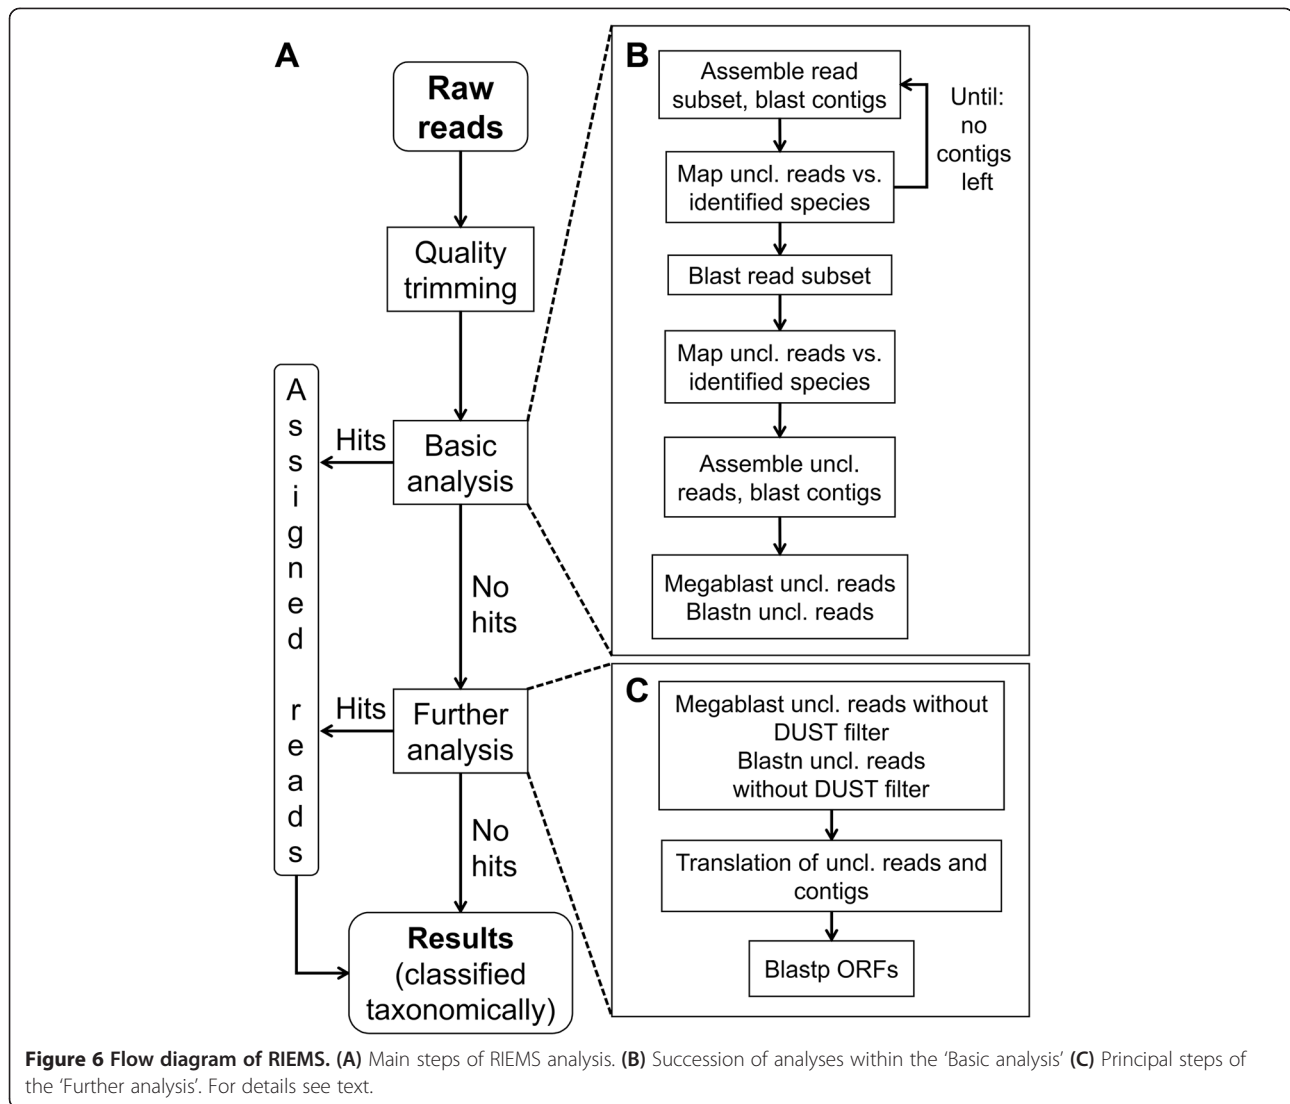 A
Raw
reads
Quality
trimming
Basic
analysis
Hits
No
hits
Further
analysis
Hits
No
hits
Assigned reads
Results
(classified
taxonomically)
B
Assemble read
subset, blast contigs
Until:
no
contigs
left
Map uncl. reads vs.
identified species
Blast read subset
Map uncl. reads vs.
identified species
Assemble uncl.
reads, blast contigs
Megablast uncl. reads
Blastn uncl. reads
C
Megablast uncl. reads without
DUST filter
Blastn uncl. reads
without DUST filter
Translation of uncl. reads and
contigs
Blastp ORFs
Figure 6 Flow diagram of RIEMS. (A) Main steps of RIEMS analysis. (B) Succession of analyses within the ‘Basic analysis’ (C) Principal steps of
the ‘Further analysis’. For details see text.